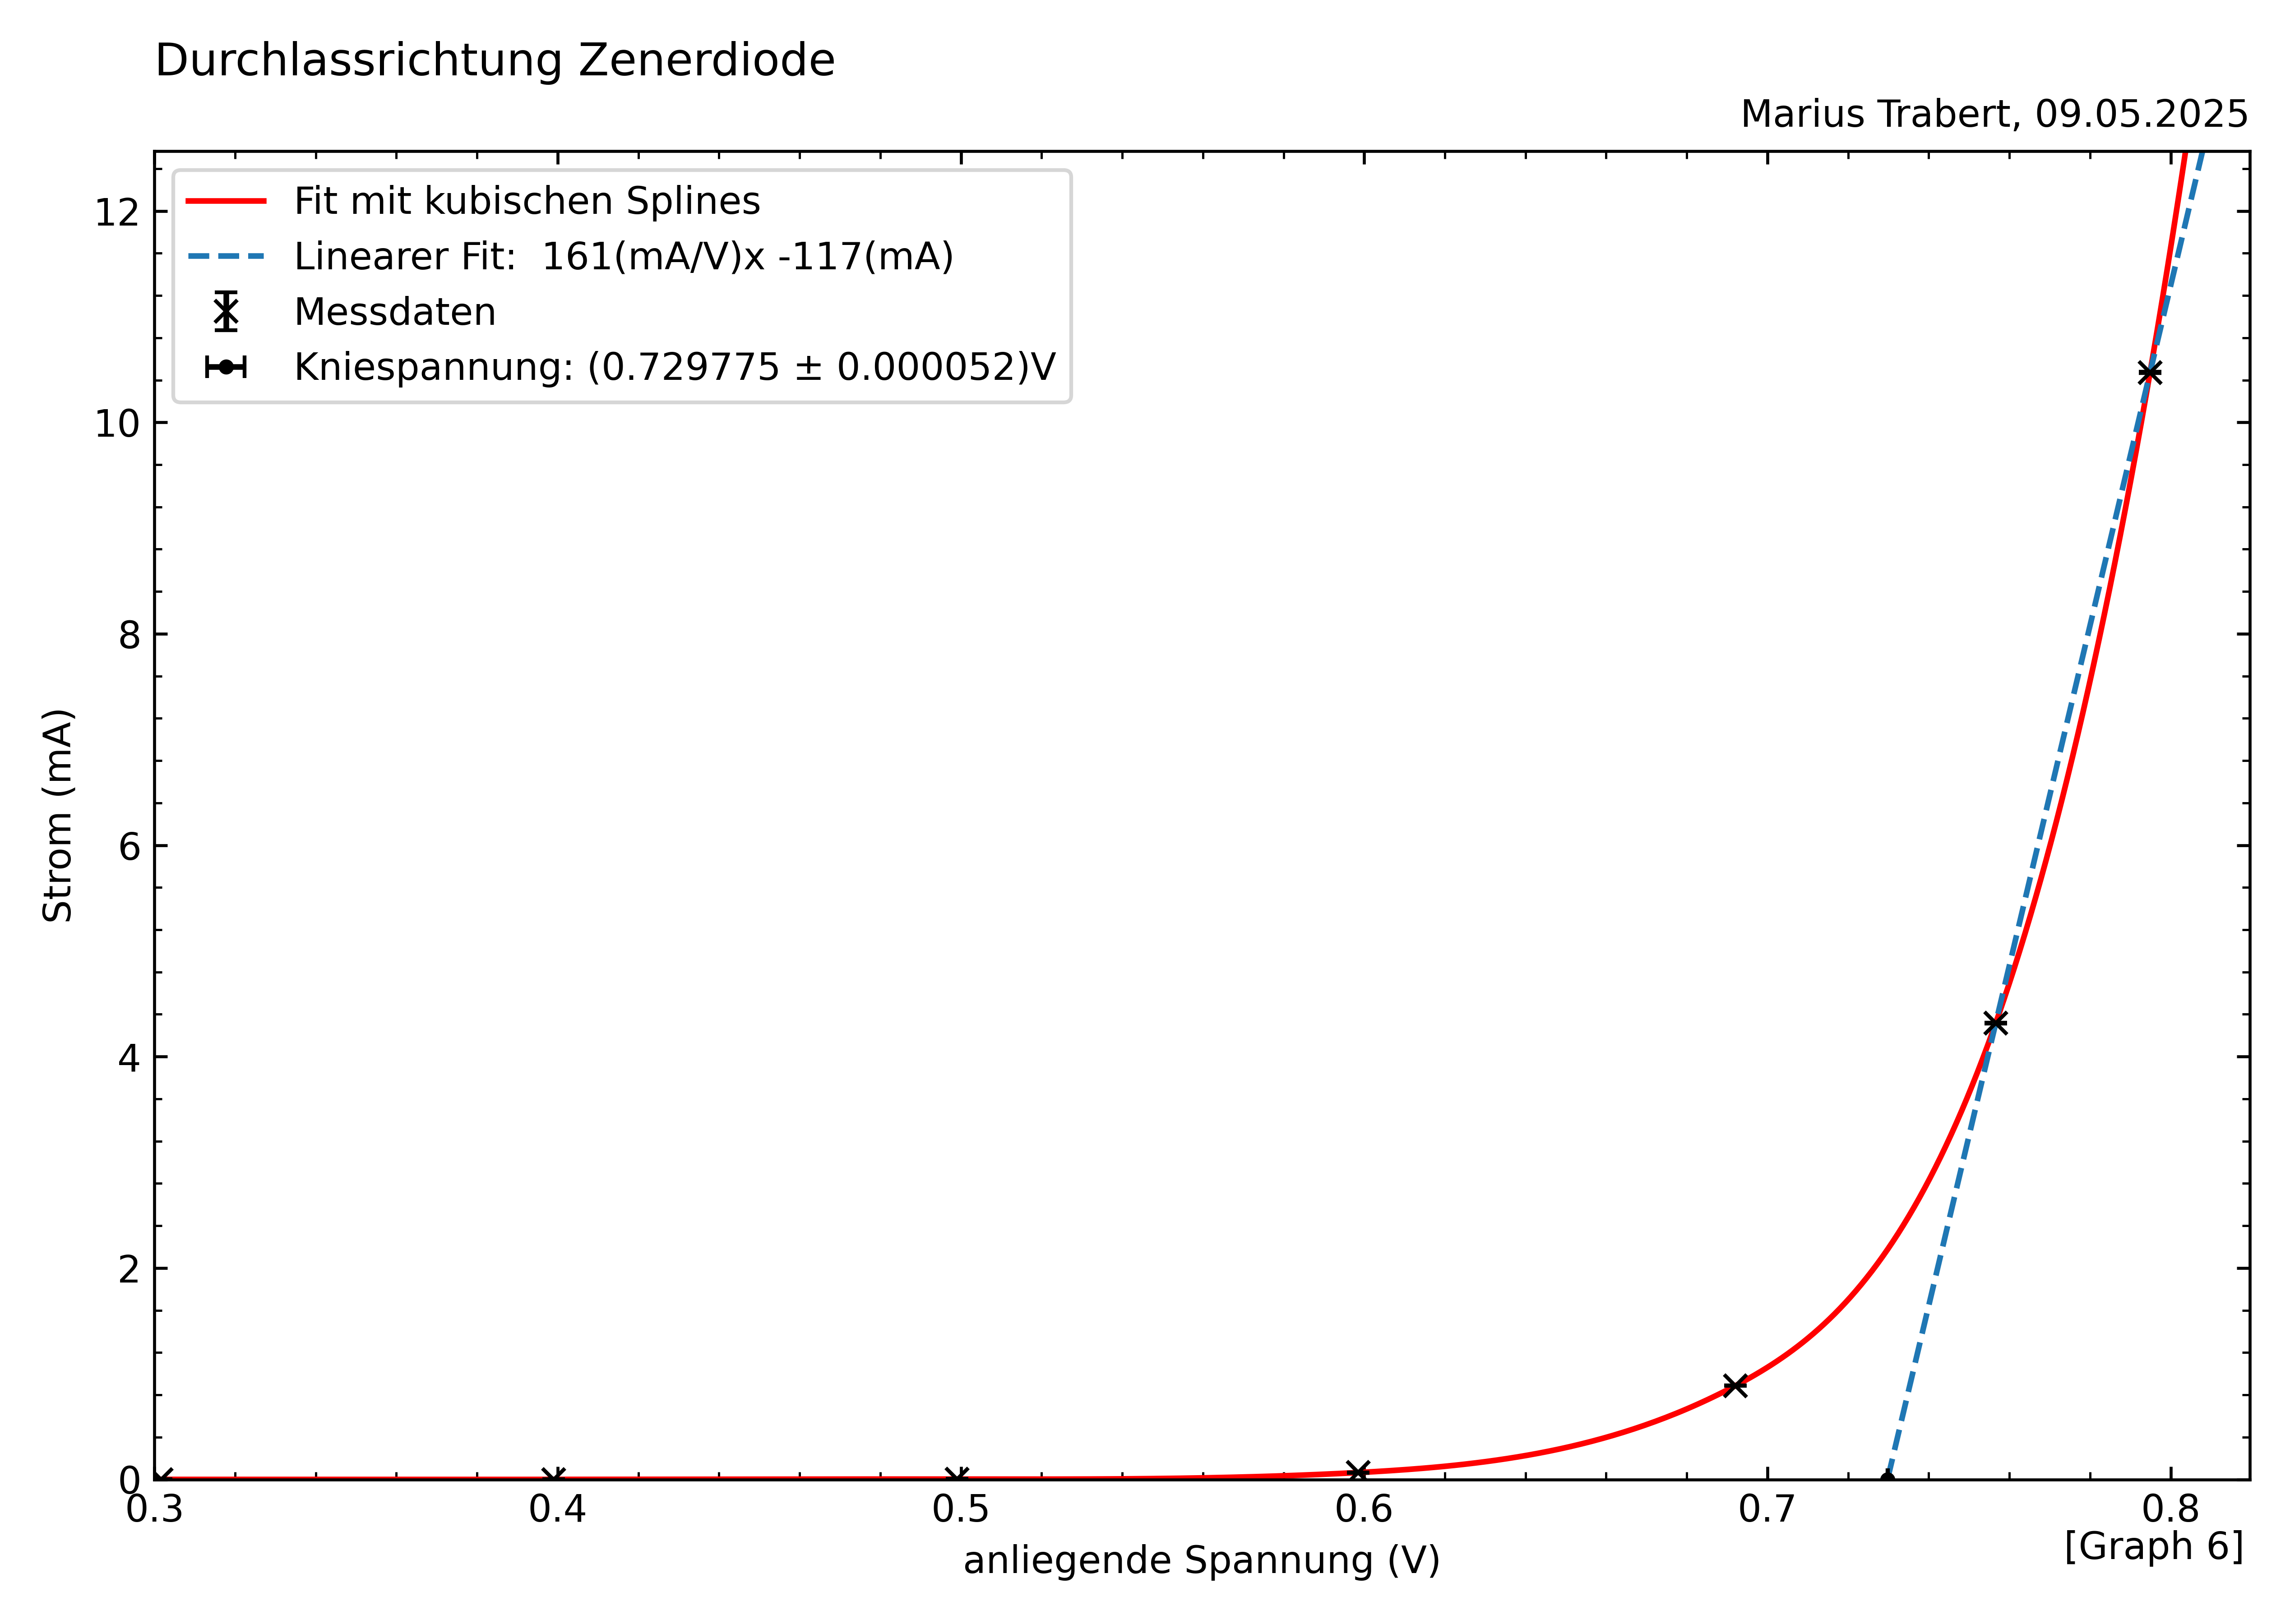 Durchlassrichtung Zenerdiode
Marius Trabert, 09.05.2025
Fit mit kubischen Splines
Linearer Fit:  161(mA/V)x -117(mA)
Messdaten
Kniespannung: (0.729775 ± 0.000052)V
12
10
8
6
4
2
0
Strom (mA)
0.3 0.4 0.5 0.6 0.7 0.8
[Graph 6]
anliegende Spannung (V)